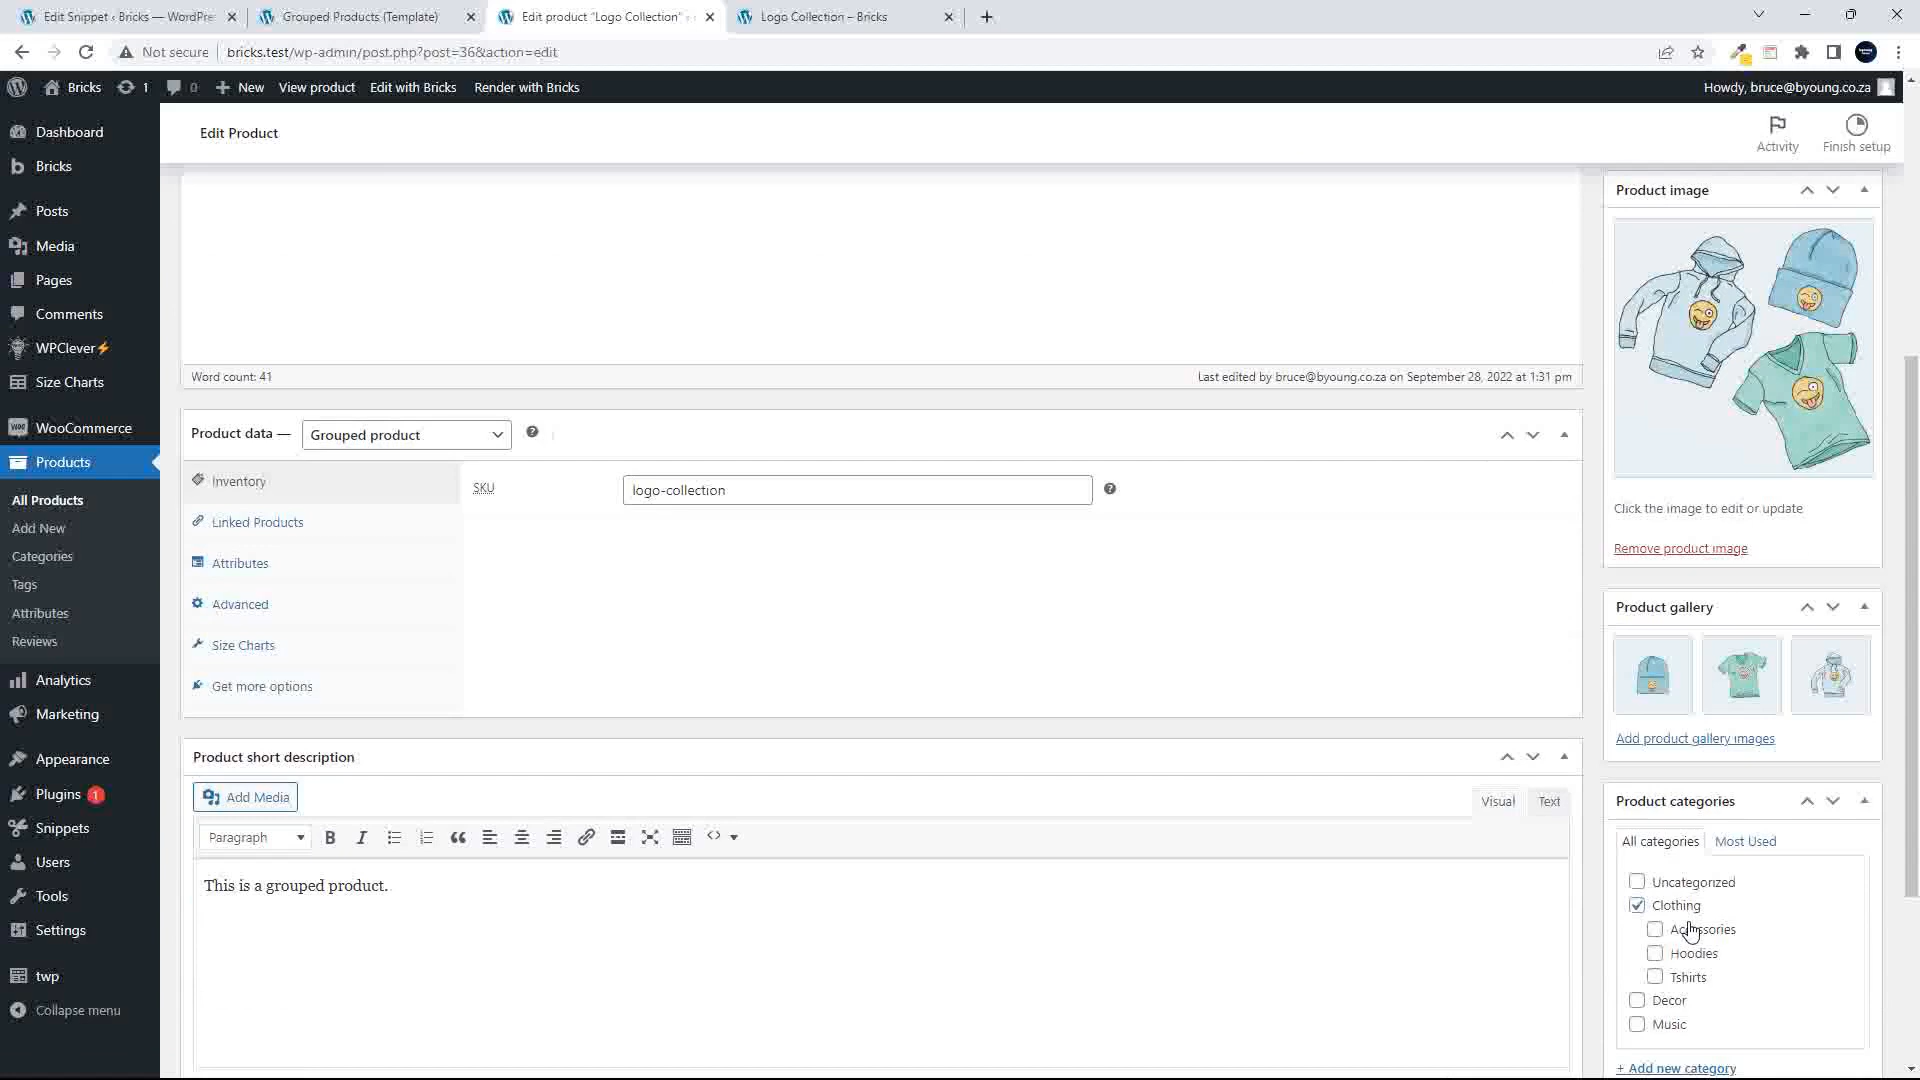 Edit Snippet ‹ Bricks — WordPre
Grouped Products (Template)
Edit product "Logo Collection"
Logo Collection – Bricks
Not secure
bricks.test/wp-admin/post.php?post=36&action=edit
Bricks
1
0
New
View product
Edit with Bricks
Render with Bricks
Howdy, bruce@byoung.co.za
Dashboard
Bricks
Posts
Media
Pages
Comments
WPClever⚡
Size Charts
WooCommerce
Products
All Products
Add New
Categories
Tags
Attributes
Reviews
Analytics
Marketing
Appearance
Plugins 1
Snippets
Users
Tools
Settings
twp
Collapse menu
Edit Product
Activity
Finish setup
Word count: 41
Last edited by bruce@byoung.co.za on September 28, 2022 at 1:31 pm
Product data —
Grouped product
Inventory
Linked Products
Attributes
Advanced
Size Charts
Get more options
SKU
logo-collection
Product short description
Add Media
Visual
Text
Paragraph
This is a grouped product.
Product image
Click the image to edit or update
Remove product image
Product gallery
Add product gallery images
Product categories
All categories
Most Used
Uncategorized
Clothing
Accessories
Hoodies
Tshirts
Decor
Music
+ Add new category